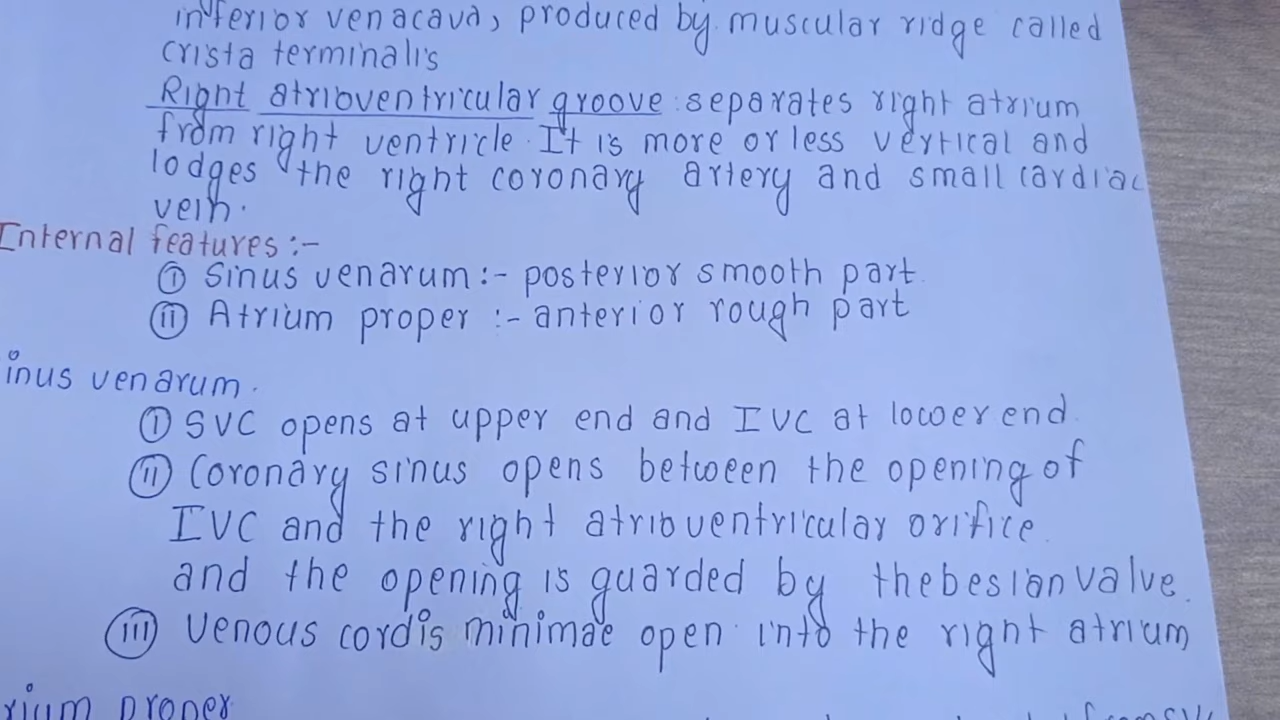 inferior venacava, produced by muscular ridge called
crista terminalis
Right atrioventricular groove : separates right atrium
from right ventricle. It is more or less vertical and
lodges the right coronary artery and small cardiac
vein.
Internal features :-
(i) Sinus venarum :- posterior smooth part.
(ii) Atrium proper :- anterior rough part
inus venarum.
(i) SVC opens at upper end and IVC at lower end.
(ii) Coronary sinus opens between the opening of
IVC and the right atrioventricular orifice.
and the opening is guarded by thebesian valve.
(iii) Venous cordis minimae open into the right atrium
rium proper